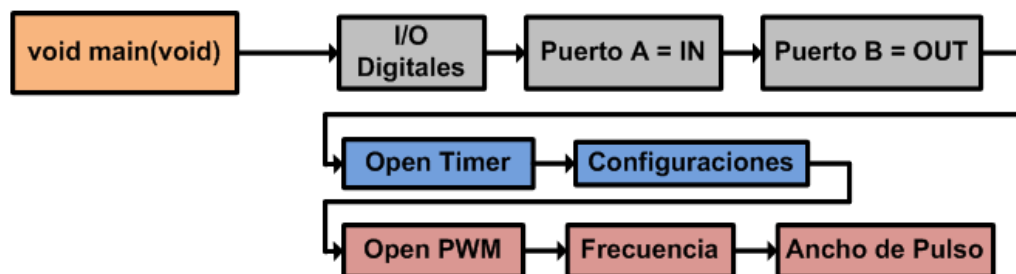 void main(void)
I/O
Digitales
Puerto A = IN
Puerto B = OUT
Open Timer
Configuraciones
Open PWM
Frecuencia
Ancho de Pulso